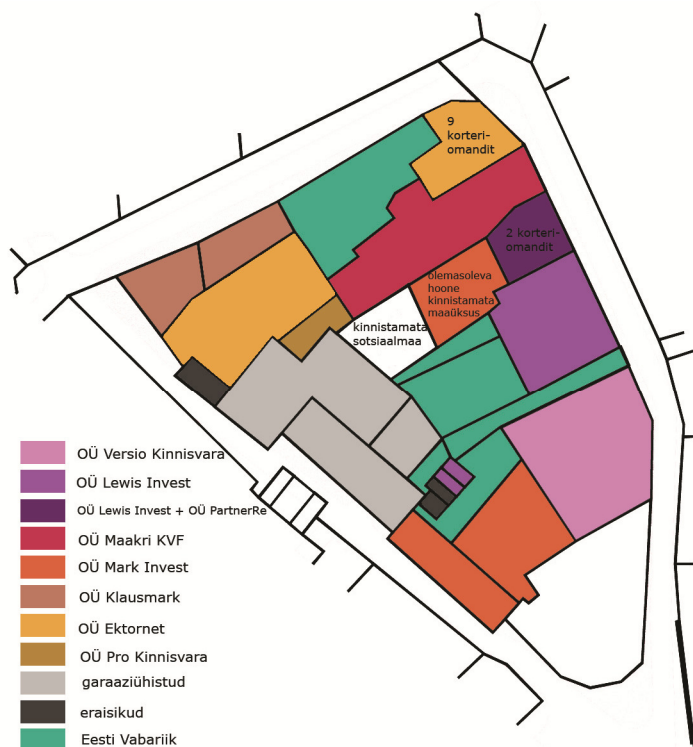 9
korteri-
omandit
2 korteri-
omandit
olemasoleva
hoone
kinnistamata
maaüksus
kinnistamata
sotsiaalmaa
OÜ Versio Kinnisvara
OÜ Lewis Invest
OÜ Lewis Invest + OÜ PartnerRe
OÜ Maakri KVF
OÜ Mark Invest
OÜ Klausmark
OÜ Ektornet
OÜ Pro Kinnisvara
garaaziühistud
eraisikud
Eesti Vabariik